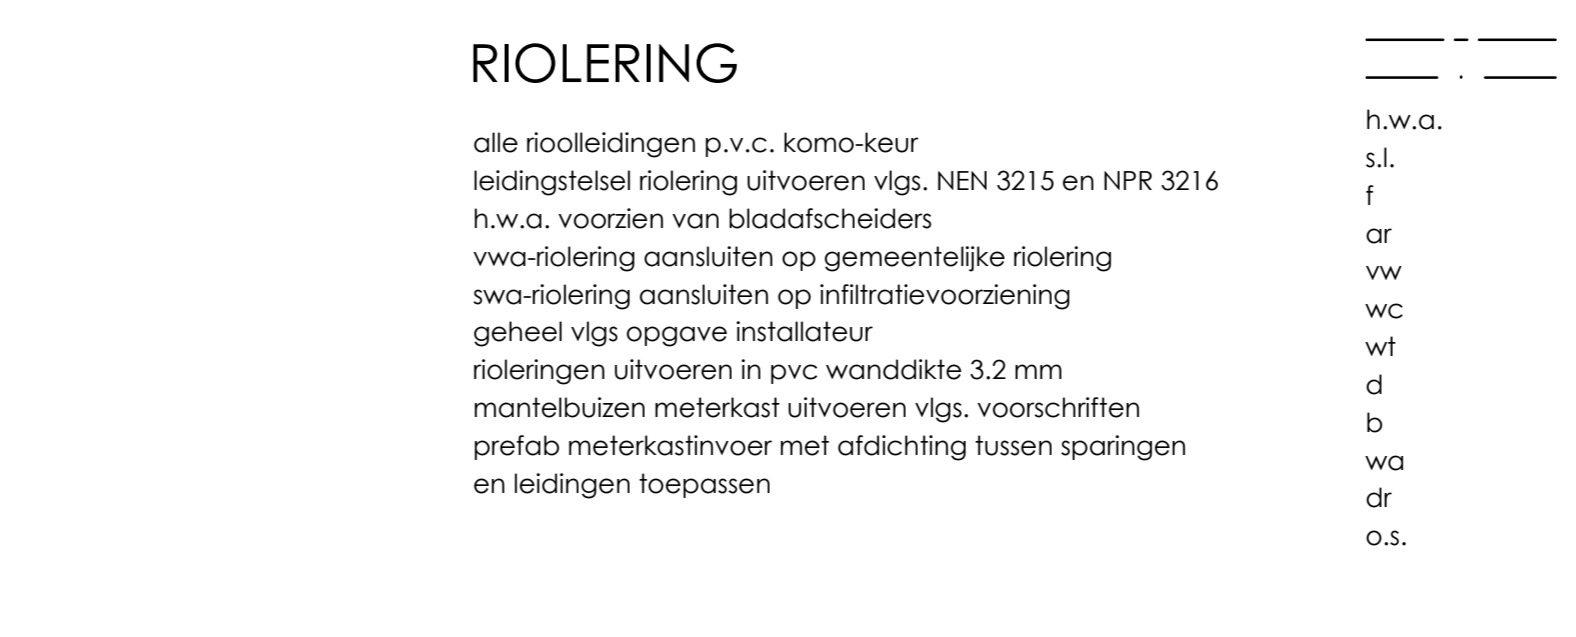 RIOLERING
alle rioolleidingen p.v.c. komo-keur
leidingstelsel riolering uitvoeren vlgs. NEN 3215 en NPR 3216
h.w.a. voorzien van bladafscheiders
vwa-riolering aansluiten op gemeentelijke riolering
swa-riolering aansluiten op infiltratievoorziening
geheel vlgs opgave installateur
rioleringen uitvoeren in pvc wanddikte 3.2 mm
mantelbuizen meterkast uitvoeren vlgs. voorschriften
prefab meterkastinvoer met afdichting tussen sparingen
en leidingen toepassen
h.w.a.
s.l.
f
ar
vw
wc
wt
d
b
wa
dr
o.s.